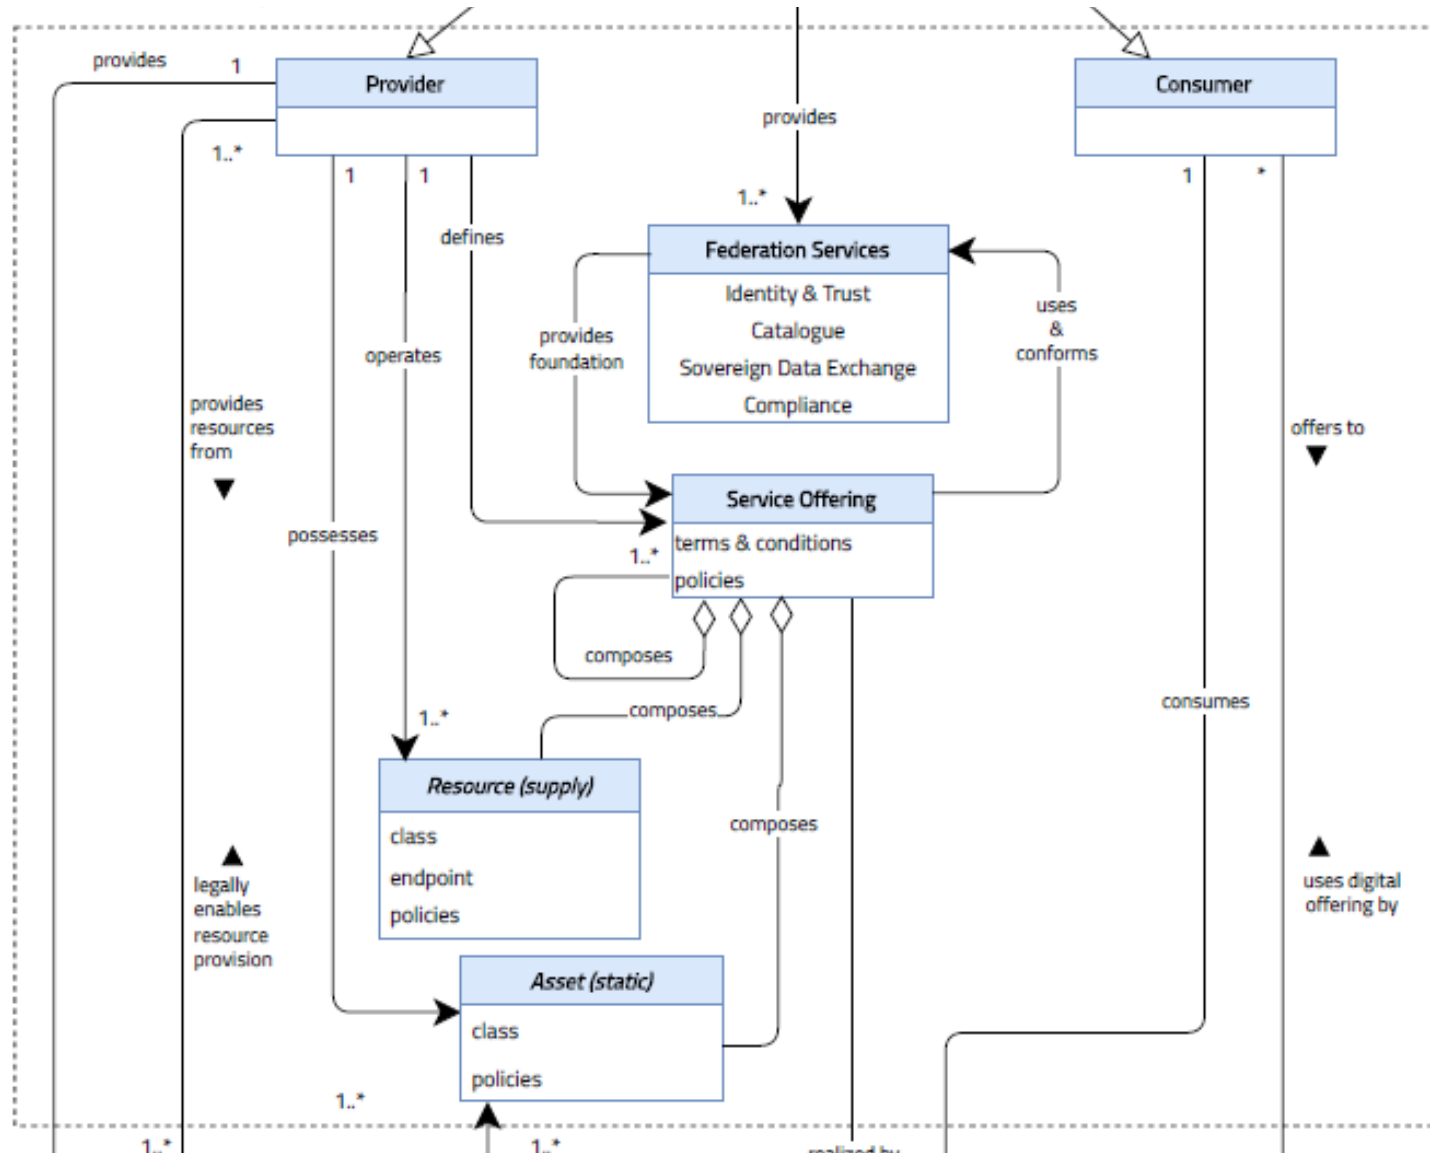 provides
1
Provider
Consumer
1..*
provides
1
1
1
*
1..*
defines
Federation Services
Identity & Trust
Catalogue
Sovereign Data Exchange
Compliance
uses
&
conforms
provides
foundation
operates
provides
resources
from
offers to
Service Offering
terms & conditions
policies
possesses
1..*
composes
composes
consumes
1..*
Resource (supply)
class
endpoint
policies
composes
legally
enables
resource
provision
uses digital
offering by
Asset (static)
class
policies
1..*
1..*
1..*
realized by